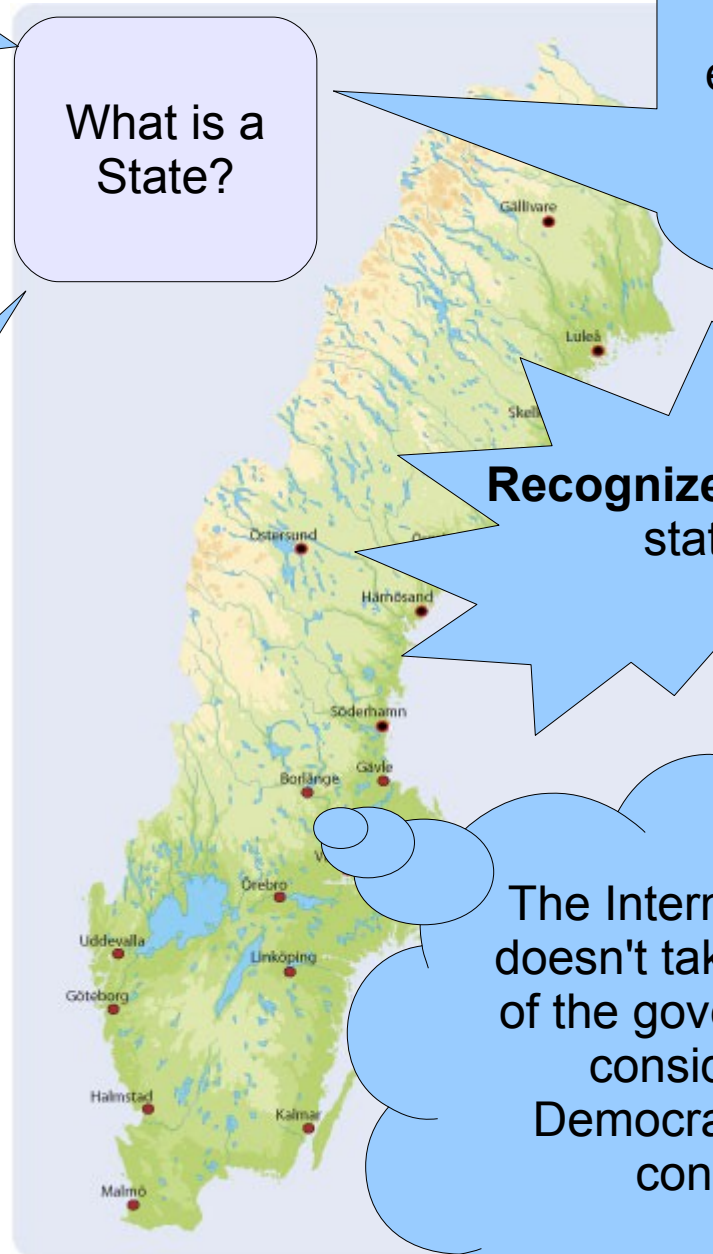 What is a
State?
Gällivare
Luleå
Skell
Recognize
stat
Östersund
Härnösand
Söderhamn
Gävle
Borlänge
Örebro
Uddevalla
Linköping
Göteborg
Halmstad
Kalmar
Malmö
The Intern
doesn't tak
of the gove
consid
Democra
con